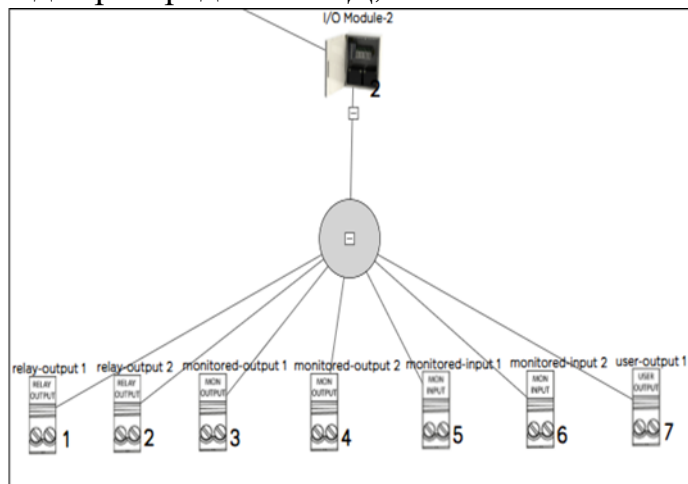 I/O Module-2
2
relay-output 1
relay-output 2
monitored-output 1
monitored-output 2
monitored-input 1
monitored-input 2
user-output 1
RELAY OUTPUT
RELAY OUTPUT
MON OUTPUT
MON OUTPUT
MON INPUT
MON INPUT
USER OUTPUT
1
2
3
4
5
6
7